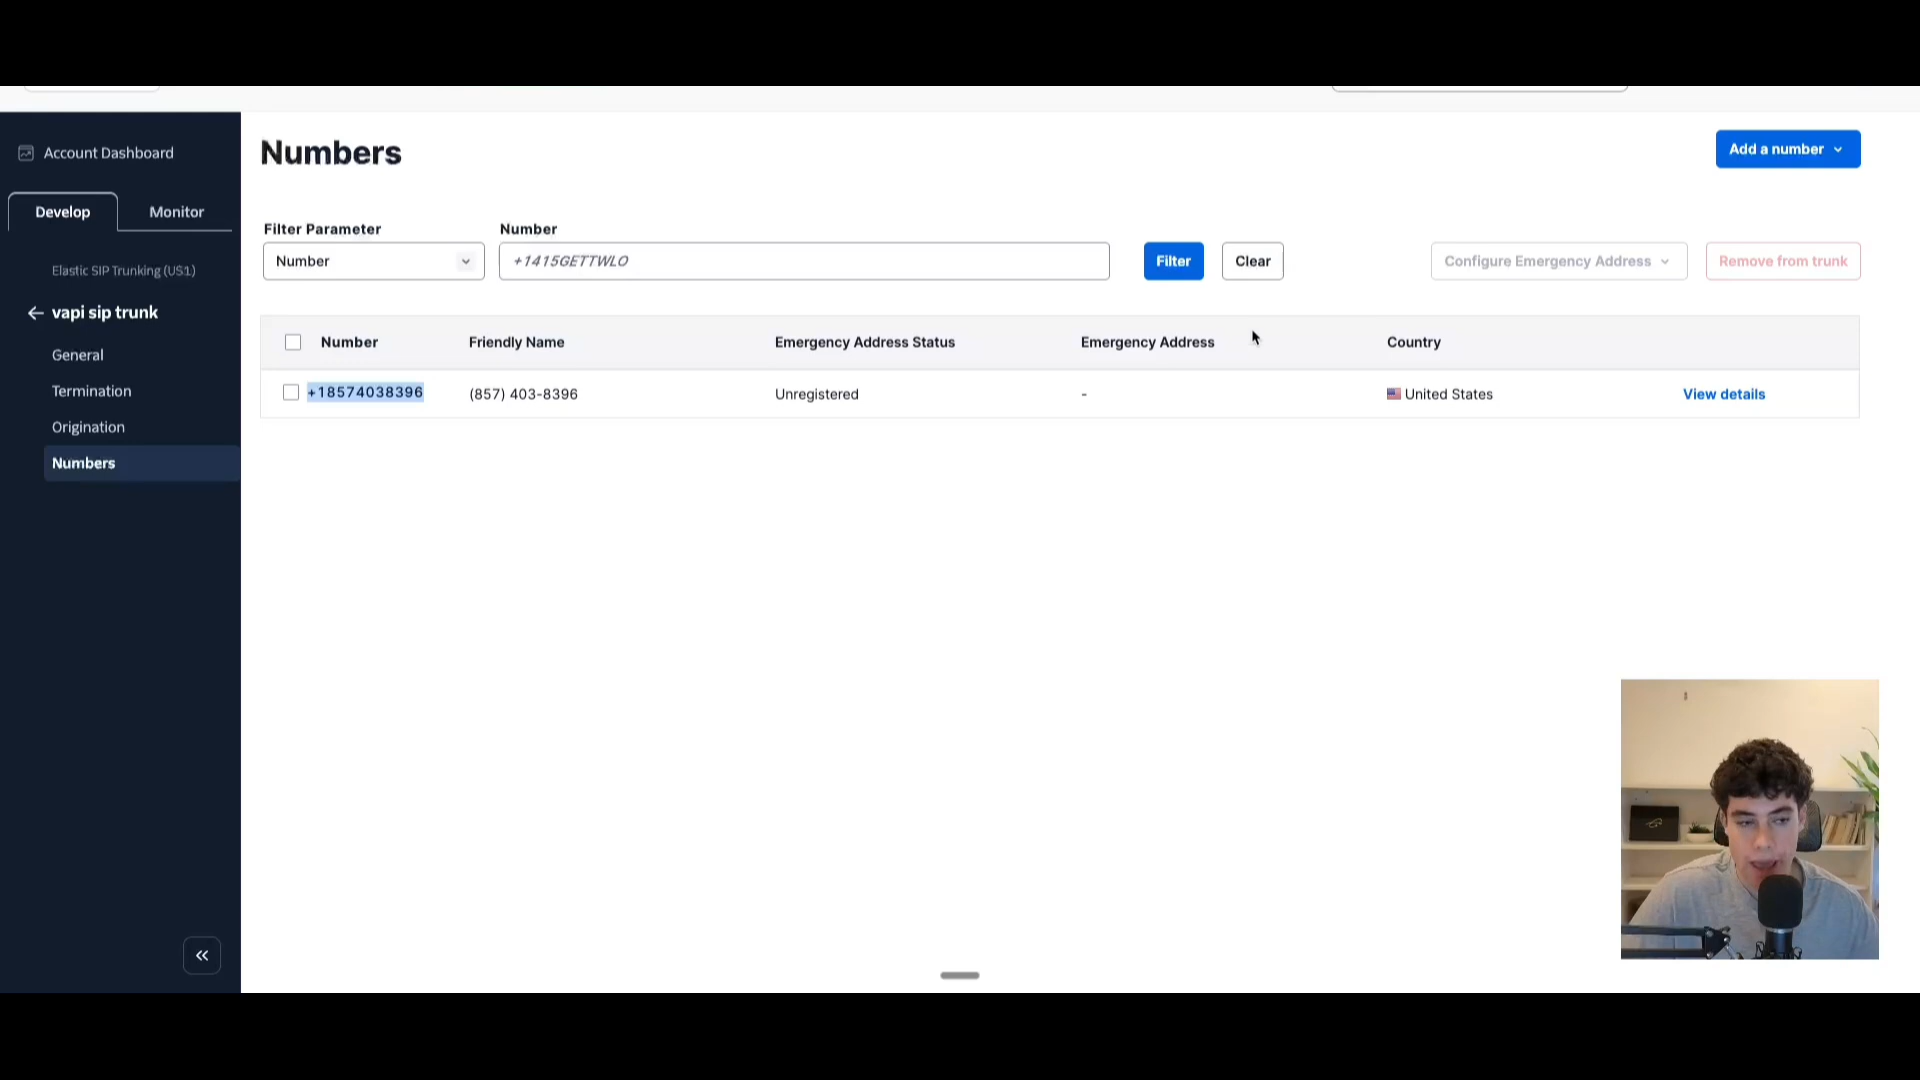 Account Dashboard
Develop
Monitor
Elastic SIP Trunking (US1)
vapi sip trunk
General
Termination
Origination
Numbers
Numbers
Add a number
Filter Parameter
Number
Number
+1415GETTWLO
Filter
Clear
Configure Emergency Address
Remove from trunk
Number Friendly Name Emergency Address Status Emergency Address Country
+18574038396 (857) 403-8396 Unregistered - United States View details